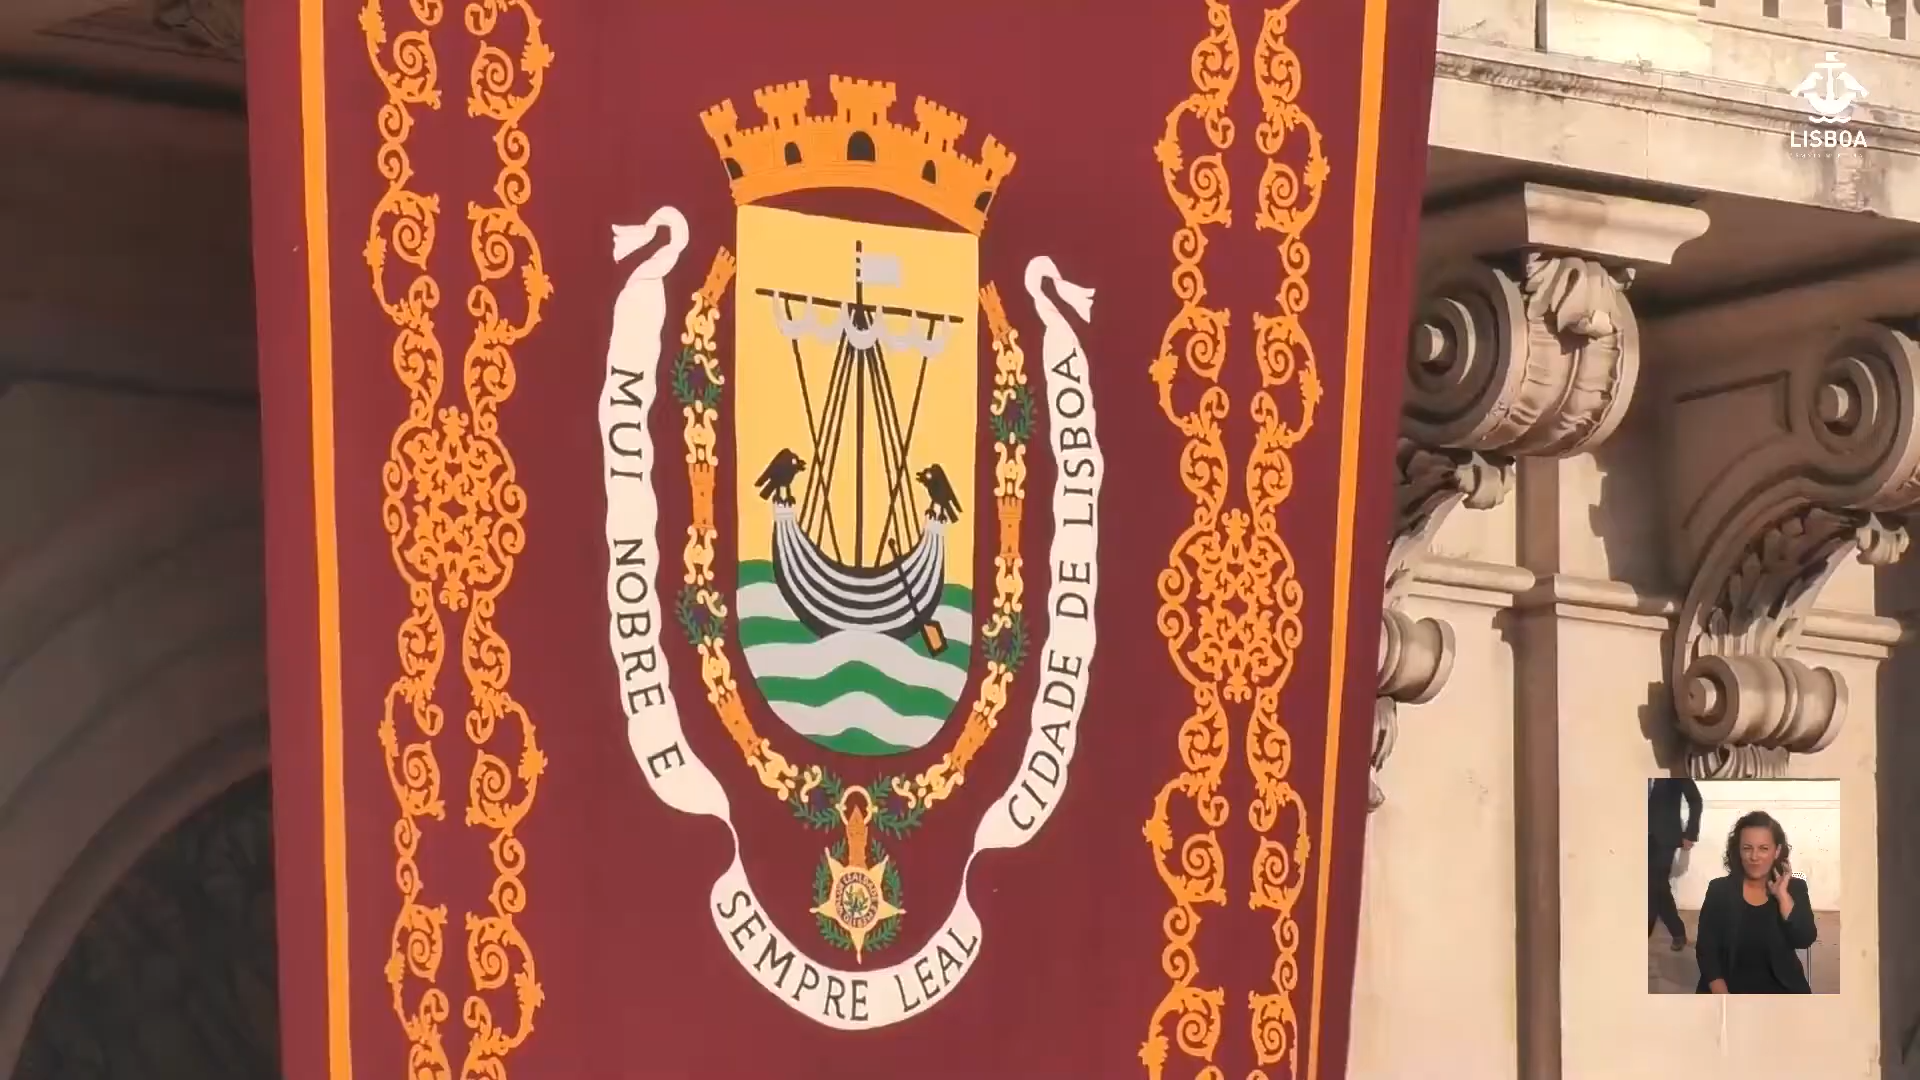 MUI NOBRE E
SEMPRE LEAL
CIDADE DE LISBOA
LISBOA